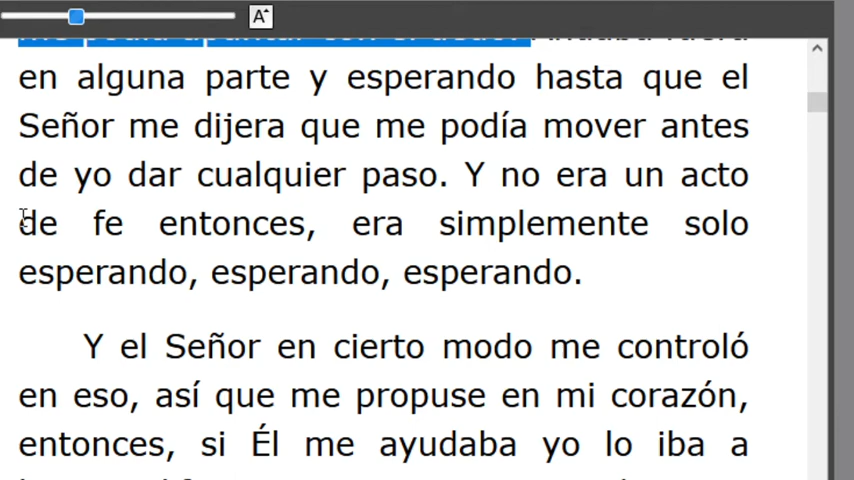 A
en alguna parte y esperando hasta que el
Señor me dijera que me podía mover antes
de yo dar cualquier paso. Y no era un acto
de fe entonces, era simplemente solo
esperando, esperando, esperando.
Y el Señor en cierto modo me controló
en eso, así que me propuse en mi corazón,
entonces, si Él me ayudaba yo lo iba a